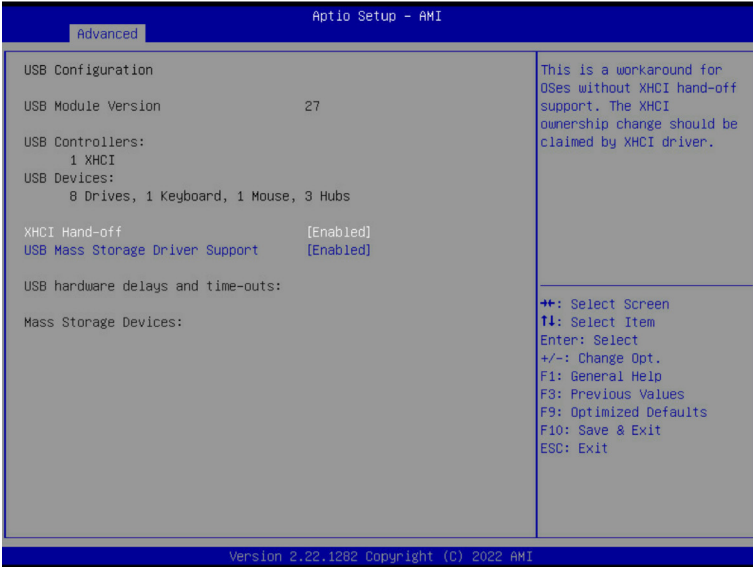 Aptio Setup – AMI
Advanced
USB Configuration
USB Module Version 27
USB Controllers:
1 XHCI
USB Devices:
8 Drives, 1 Keyboard, 1 Mouse, 3 Hubs
XHCI Hand-off [Enabled]
USB Mass Storage Driver Support [Enabled]
USB hardware delays and time-outs:
Mass Storage Devices:
This is a workaround for
OSes without XHCI hand-off
support. The XHCI
ownership change should be
claimed by XHCI driver.
→←: Select Screen
↑↓: Select Item
Enter: Select
+/-: Change Opt.
F1: General Help
F3: Previous Values
F9: Optimized Defaults
F10: Save & Exit
ESC: Exit
Version 2.22.1282 Copyright (C) 2022 AMI